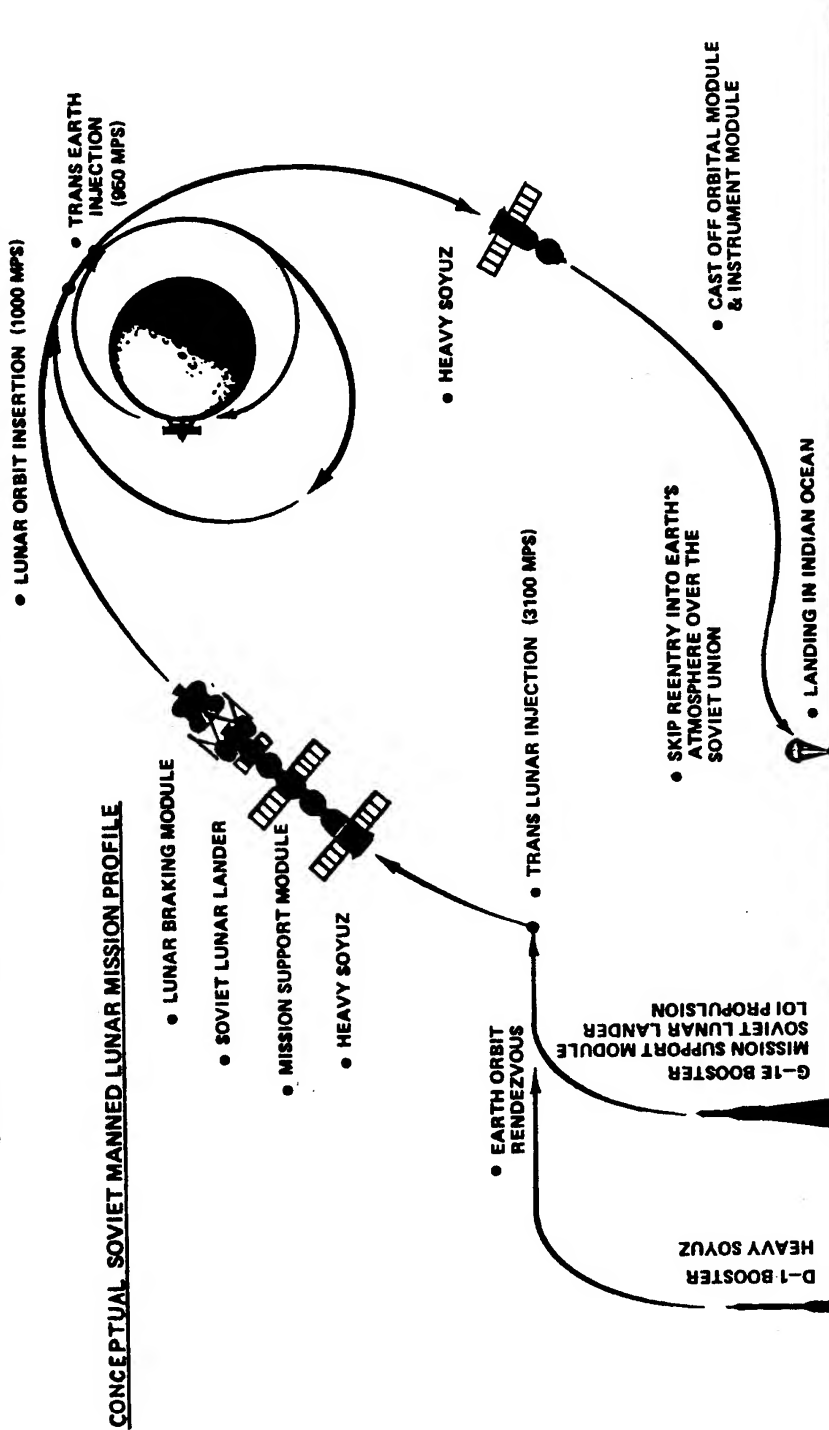 CONCEPTUAL SOVIET MANNED LUNAR MISSION PROFILE
• LUNAR ORBIT INSERTION (1000 MPS)
• TRANS EARTH
INJECTION
(950 MPS)
• LUNAR BRAKING MODULE
• SOVIET LUNAR LANDER
• MISSION SUPPORT MODULE
• HEAVY SOYUZ
• HEAVY SOYUZ
• EARTH ORBIT
RENDEZVOUS
• TRANS LUNAR INJECTION (3100 MPS)
• CAST OFF ORBITAL MODULE
& INSTRUMENT MODULE
• SKIP REENTRY INTO EARTH'S
ATMOSPHERE OVER THE
SOVIET UNION
• LANDING IN INDIAN OCEAN
D-1 BOOSTER
HEAVY SOYUZ
G-1E BOOSTER
MISSION SUPPORT MODULE
SOVIET LUNAR LANDER
LOI PROPULSION